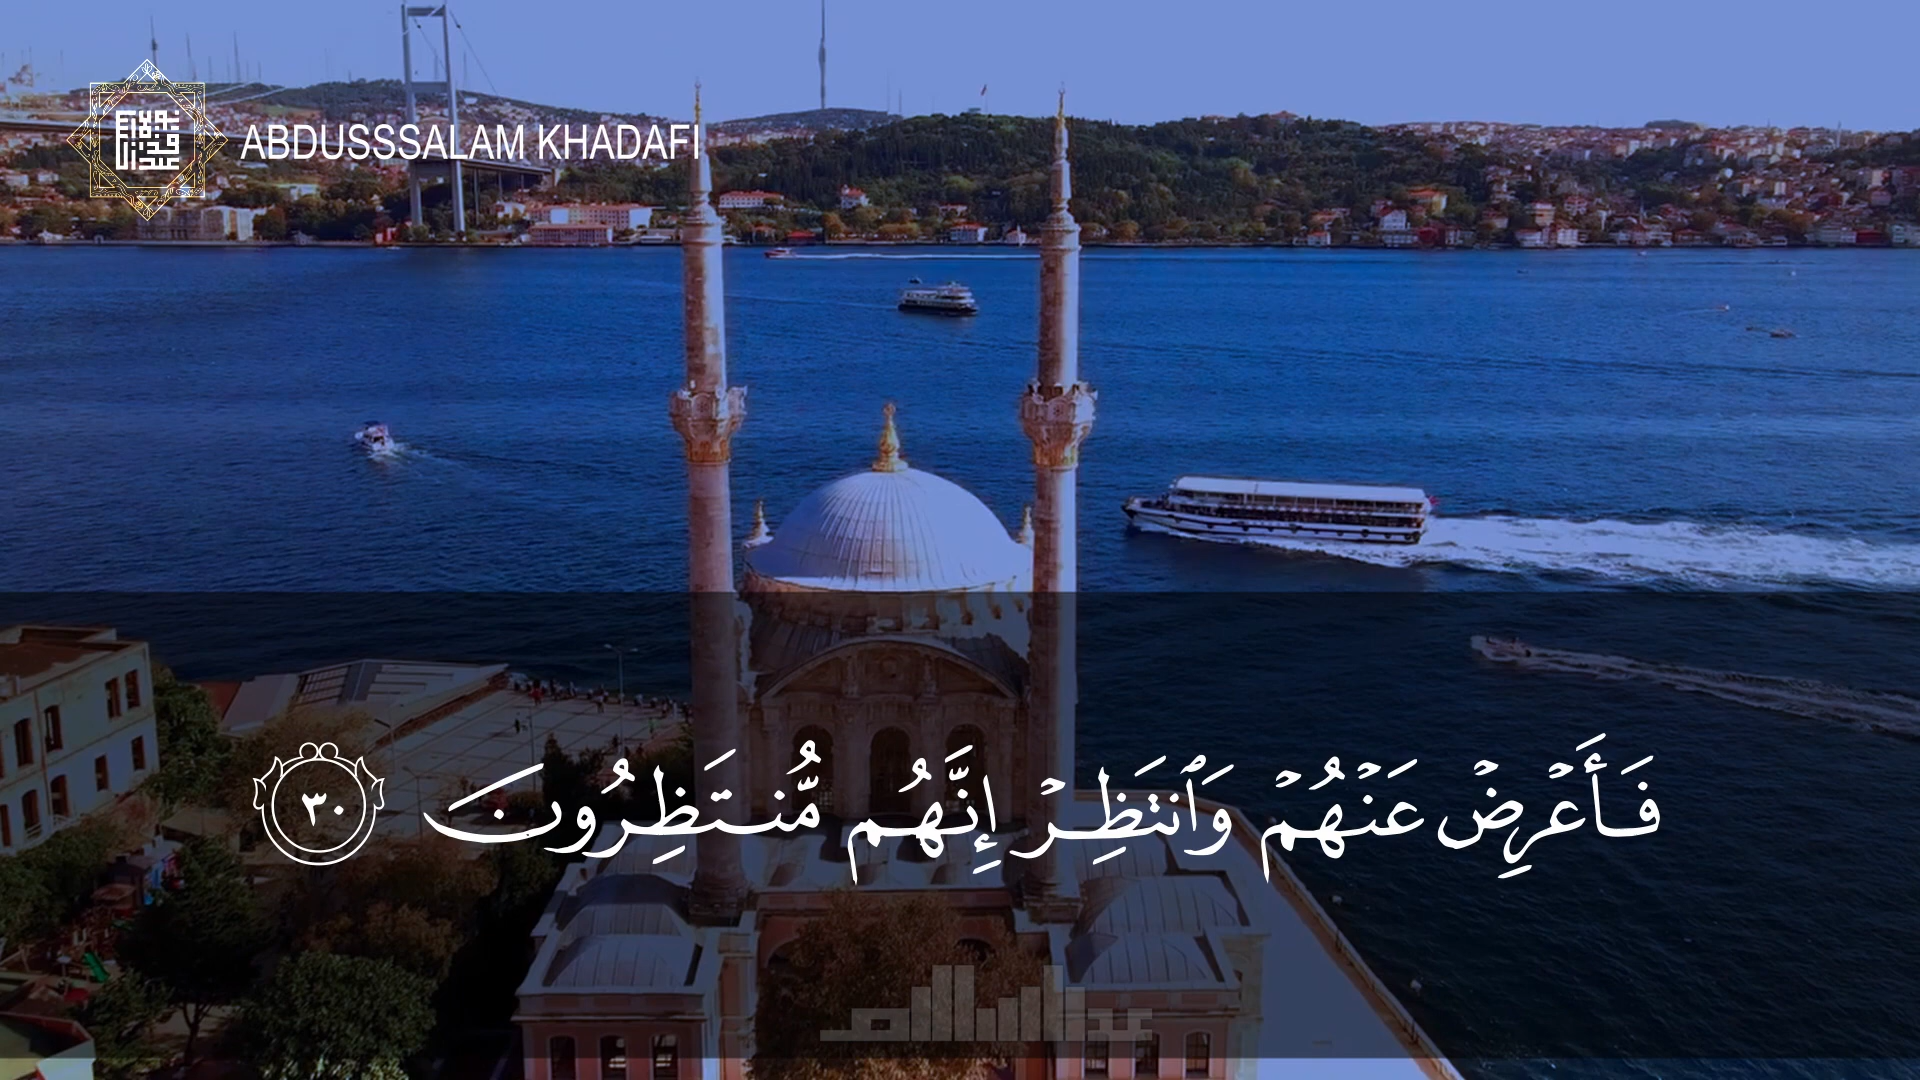 ABDUSSSALAM KHADAFI
فَأَعۡرِضۡ عَنۡهُمۡ وَٱنتَظِرۡ إِنَّهُم مُّنتَظِرُونَ ٣٠